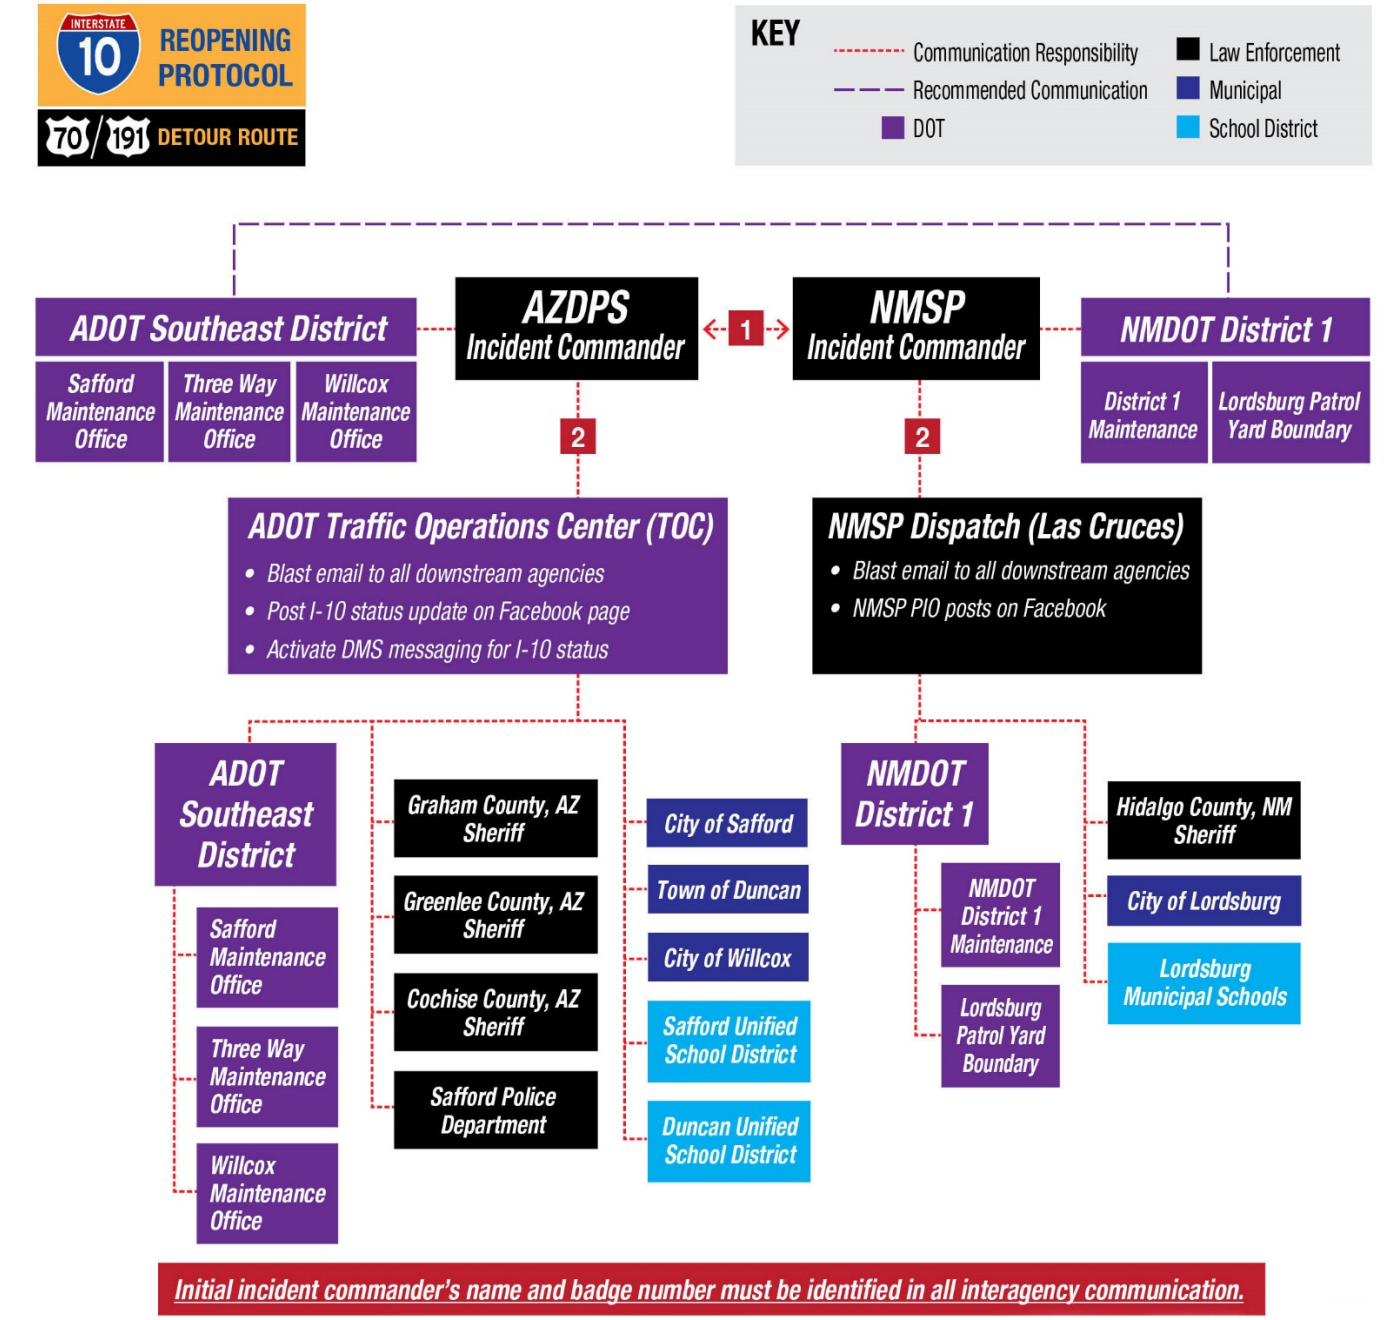 INTERSTATE
10
REOPENING
PROTOCOL
70/191 DETOUR ROUTE
KEY
Communication Responsibility
Recommended Communication
DOT
Law Enforcement
Municipal
School District
ADOT Southeast District
Safford
Maintenance
Office
Three Way
Maintenance
Office
Willcox
Maintenance
Office
AZDPS
Incident Commander
1
NMSP
Incident Commander
NMDOT District 1
District 1
Maintenance
Lordsburg Patrol
Yard Boundary
2
2
ADOT Traffic Operations Center (TOC)
• Blast email to all downstream agencies
• Post I-10 status update on Facebook page
• Activate DMS messaging for I-10 status
NMSP Dispatch (Las Cruces)
• Blast email to all downstream agencies
• NMSP PIO posts on Facebook
ADOT
Southeast
District
Safford
Maintenance
Office
Three Way
Maintenance
Office
Willcox
Maintenance
Office
Graham County, AZ
Sheriff
Greenlee County, AZ
Sheriff
Cochise County, AZ
Sheriff
Safford Police
Department
City of Safford
Town of Duncan
City of Willcox
Safford Unified
School District
Duncan Unified
School District
NMDOT
District 1
NMDOT
District 1
Maintenance
Lordsburg
Patrol Yard
Boundary
Hidalgo County, NM
Sheriff
City of Lordsburg
Lordsburg
Municipal Schools
Initial incident commander's name and badge number must be identified in all interagency communication.